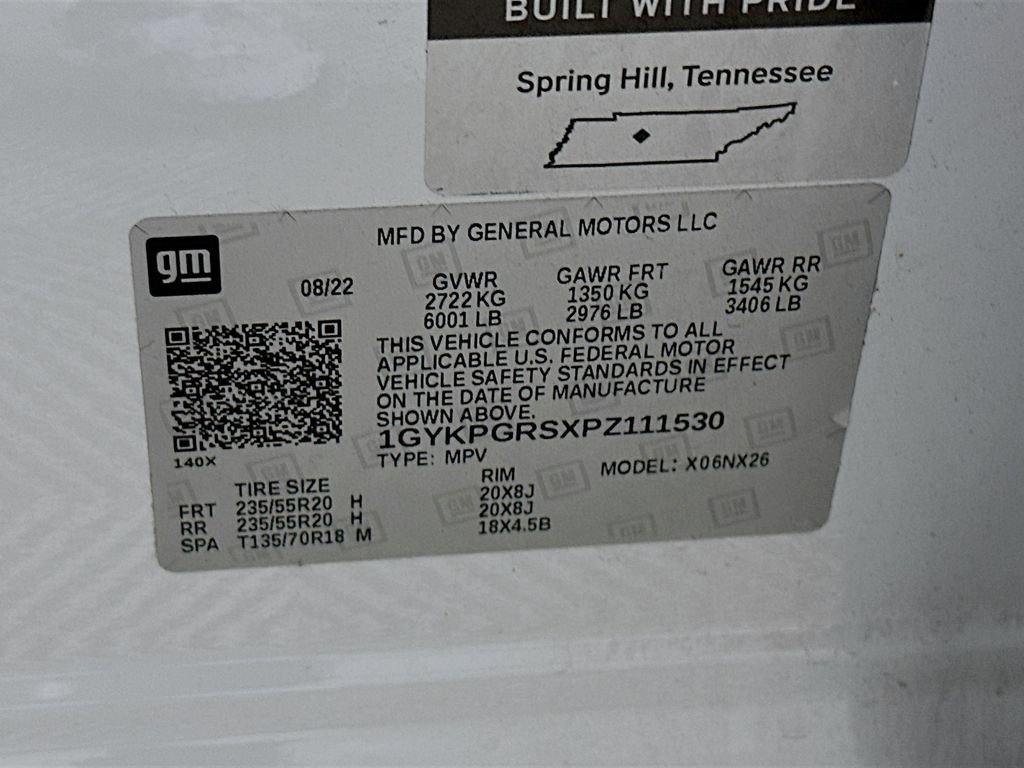 BUILT WITH PRIDE
Spring Hill, Tennessee
gm
MFD BY GENERAL MOTORS LLC
08/22 GVWR GAWR FRT GAWR RR
2722 KG 1350 KG 1545 KG
6001 LB 2976 LB 3406 LB
THIS VEHICLE CONFORMS TO ALL
APPLICABLE U.S. FEDERAL MOTOR
VEHICLE SAFETY STANDARDS IN EFFECT
ON THE DATE OF MANUFACTURE
SHOWN ABOVE.
1GYKPGRSXPZ111530
140X
TYPE: MPV MODEL: X06NX26
TIRE SIZE RIM
FRT 235/55R20 H 20X8J
RR 235/55R20 H 20X8J
SPA T135/70R18 M 18X4.5B